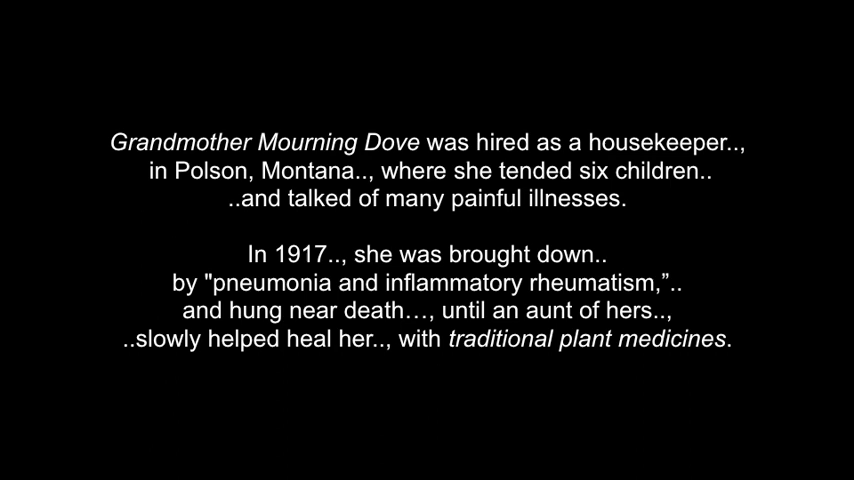 Grandmother Mourning Dove was hired as a housekeeper..,
in Polson, Montana.., where she tended six children..
..and talked of many painful illnesses.
In 1917.., she was brought down..
by "pneumonia and inflammatory rheumatism,”..
and hung near death…, until an aunt of hers..,
..slowly helped heal her.., with traditional plant medicines.